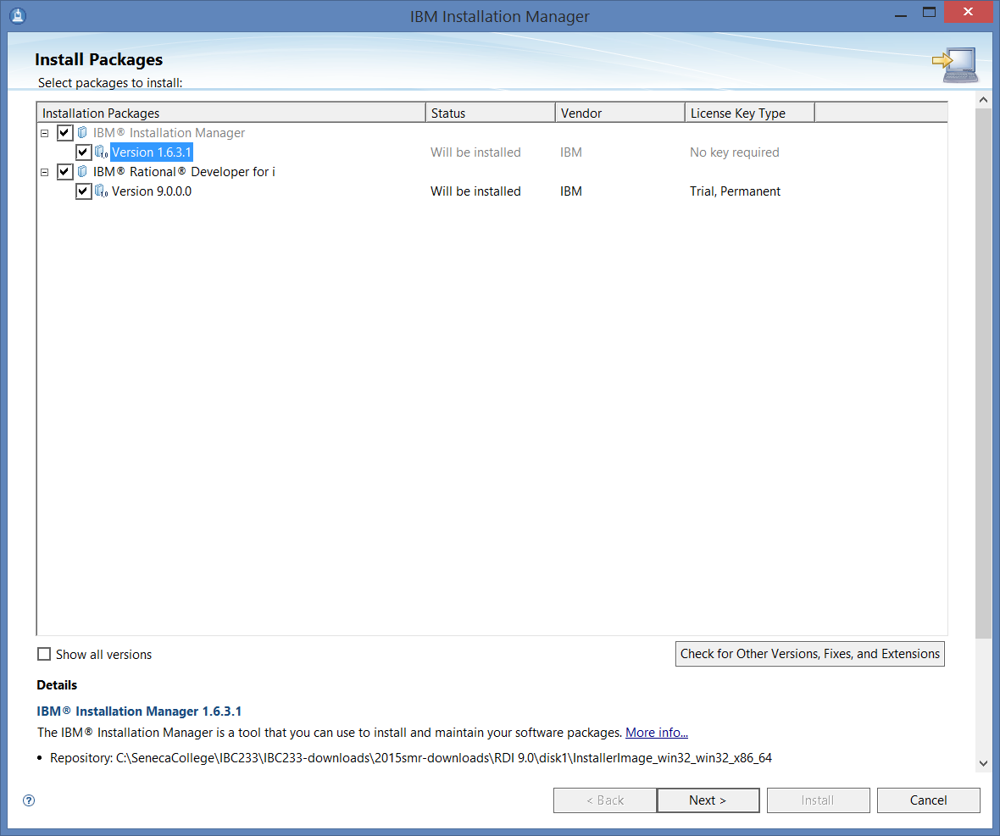 IBM Installation Manager
Install Packages
Select packages to install:
Installation Packages Status Vendor License Key Type
IBM® Installation Manager
Version 1.6.3.1 Will be installed IBM No key required
IBM® Rational® Developer for i
Version 9.0.0.0 Will be installed IBM Trial, Permanent
Show all versions Check for Other Versions, Fixes, and Extensions
Details
IBM® Installation Manager 1.6.3.1
The IBM® Installation Manager is a tool that you can use to install and maintain your software packages. More info...
• Repository: C:\SenecaCollege\IBC233\IBC233-downloads\2015smr-downloads\RDI 9.0\disk1\InstallerImage_win32_win32_x86_64
? < Back Next > Install Cancel